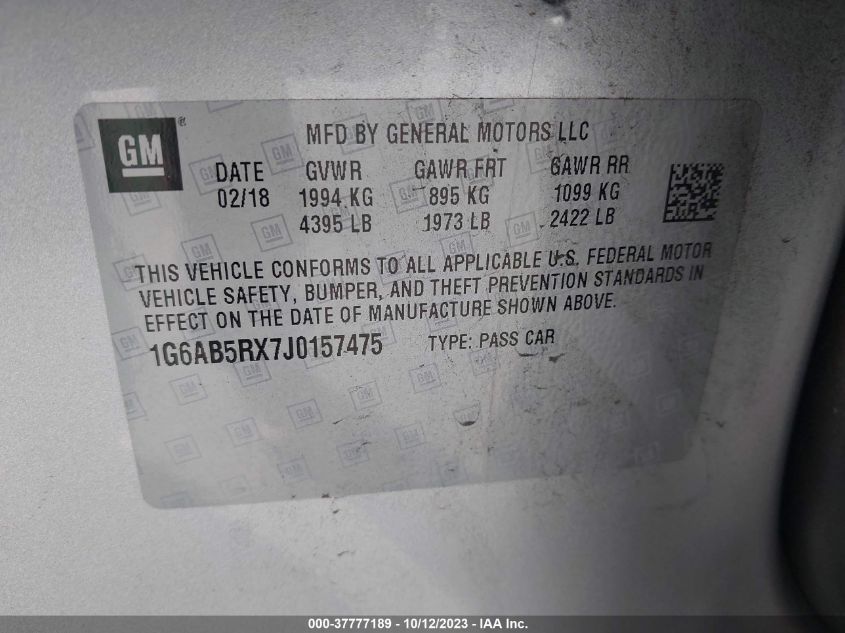 GM ®
MFD BY GENERAL MOTORS LLC
DATE GVWR GAWR FRT GAWR RR
02/18 1994 KG 895 KG 1099 KG
4395 LB 1973 LB 2422 LB
THIS VEHICLE CONFORMS TO ALL APPLICABLE U.S. FEDERAL MOTOR
VEHICLE SAFETY, BUMPER, AND THEFT PREVENTION STANDARDS IN
EFFECT ON THE DATE OF MANUFACTURE SHOWN ABOVE.
1G6AB5RX7J0157475 TYPE: PASS CAR
000-37777189 - 10/12/2023 - IAA Inc.